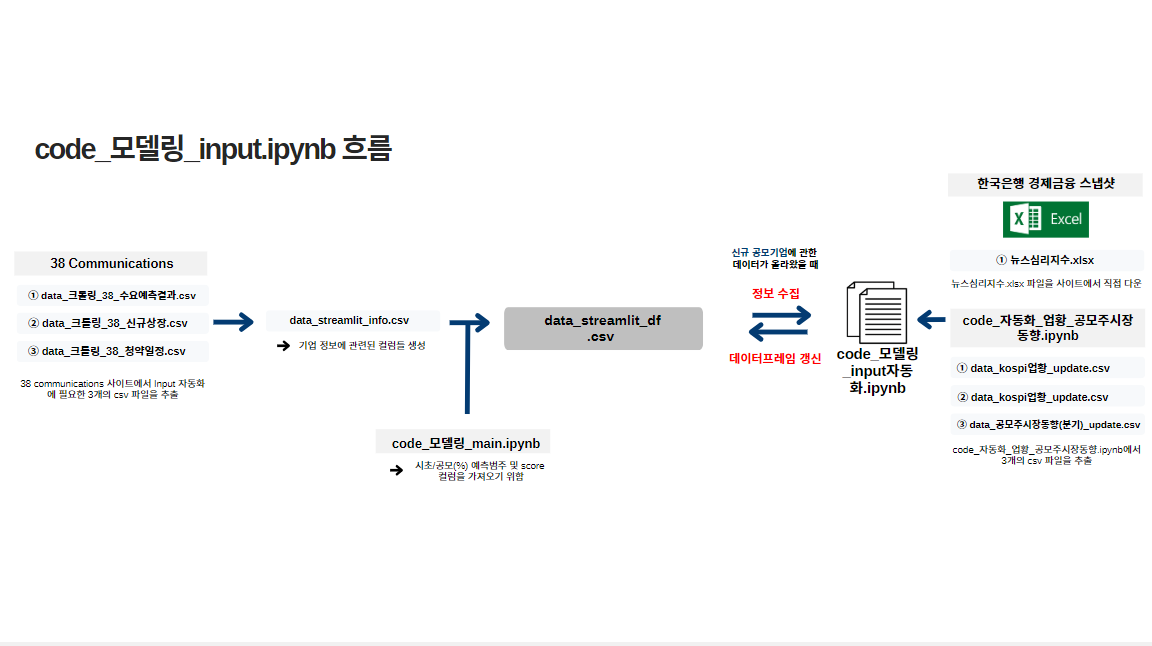 code_모델링_input.ipynb 흐름
38 Communications
① data_크롤링_38_수요예측결과.csv
② data_크롤링_38_신규상장.csv
③ data_크롤링_38_청약일정.csv
38 communications 사이트에서 Input 자동화
에 필요한 3개의 csv 파일을 추출
data_streamlit_info.csv
기업 정보에 관련된 컬럼들 생성
code_모델링_main.ipynb
시초/공모(%) 예측범주 및 score
컬럼을 가져오기 위함
data_streamlit_df
.csv
신규 공모기업에 관한
데이터가 올라왔을 때
정보 수집
데이터프레임 갱신
code_모델링
_input자동
화.ipynb
한국은행 경제금융 스냅샷
X Excel
① 뉴스심리지수.xlsx
뉴스심리지수.xlsx 파일을 사이트에서 직접 다운
code_자동화_업황_공모주시장
동향.ipynb
① data_kospi업황_update.csv
② data_kospi업황_update.csv
③ data_공모주시장동향(분기)_update.csv
code_자동화_업황_공모주시장동향.ipynb에서
3개의 csv 파일을 추출